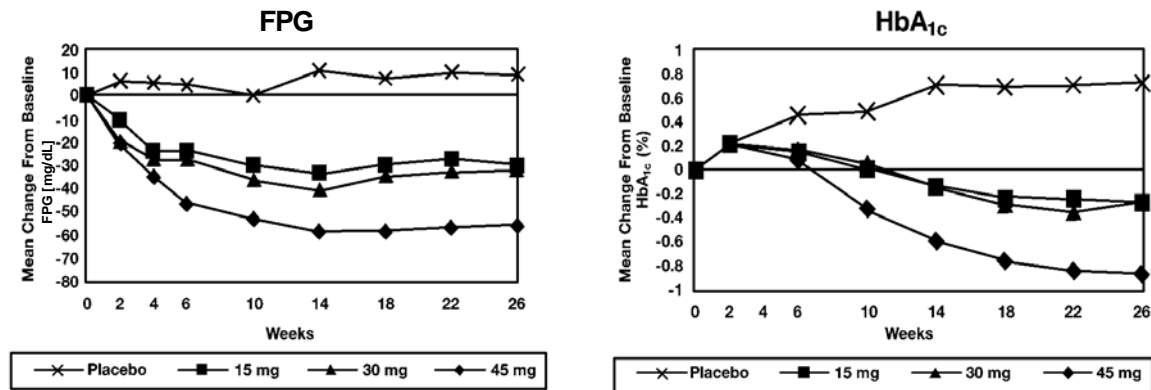 FPG
Mean Change From Baseline
FPG [mg/dL]
20
10
0
-10
-20
-30
-40
-50
-60
-70
-80
0 2 4 6 10 14 18 22 26
Weeks
Placebo 15 mg 30 mg 45 mg
HbA1c
Mean Change From Baseline
HbA1c (%)
1
0.8
0.6
0.4
0.2
0
-0.2
-0.4
-0.6
-0.8
-1
0 2 4 6 10 14 18 22 26
Weeks
Placebo 15 mg 30 mg 45 mg